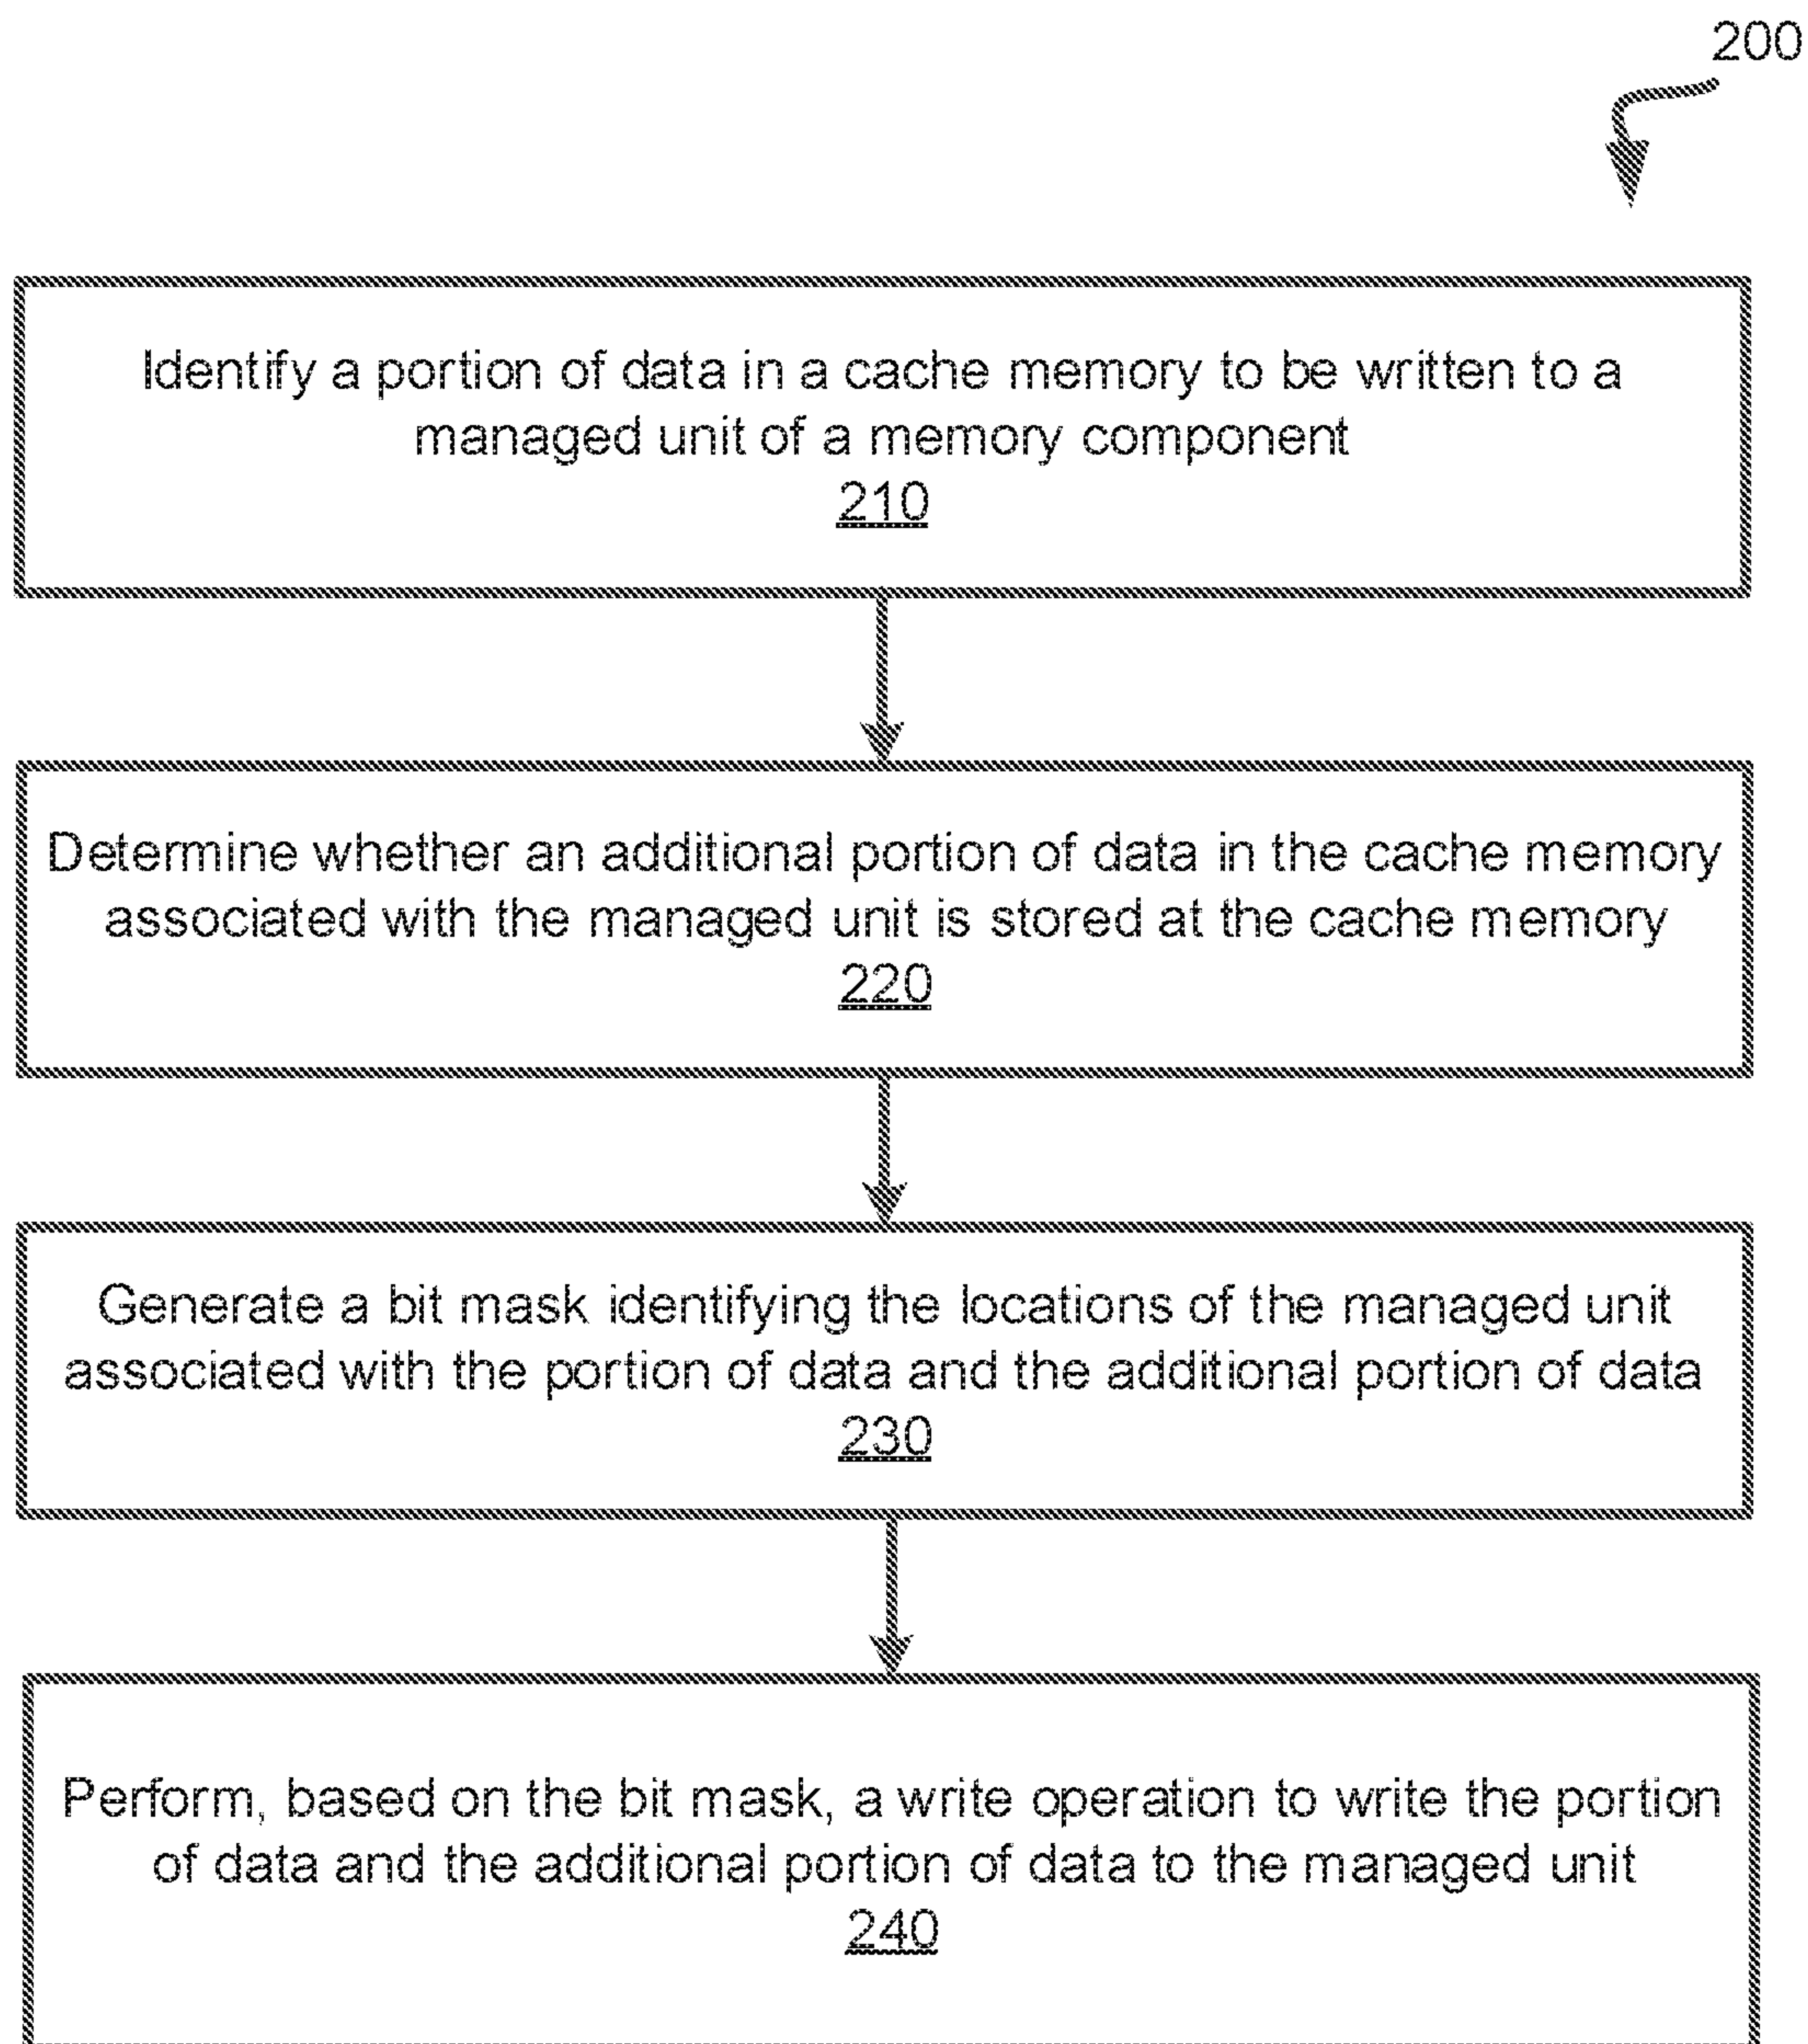 200
Identify a portion of data in a cache memory to be written to a
managed unit of a memory component
210
Determine whether an additional portion of data in the cache memory
associated with the managed unit is stored at the cache memory
220
Generate a bit mask identifying the locations of the managed unit
associated with the portion of data and the additional portion of data
230
Perform, based on the bit mask, a write operation to write the portion
of data and the additional portion of data to the managed unit
240